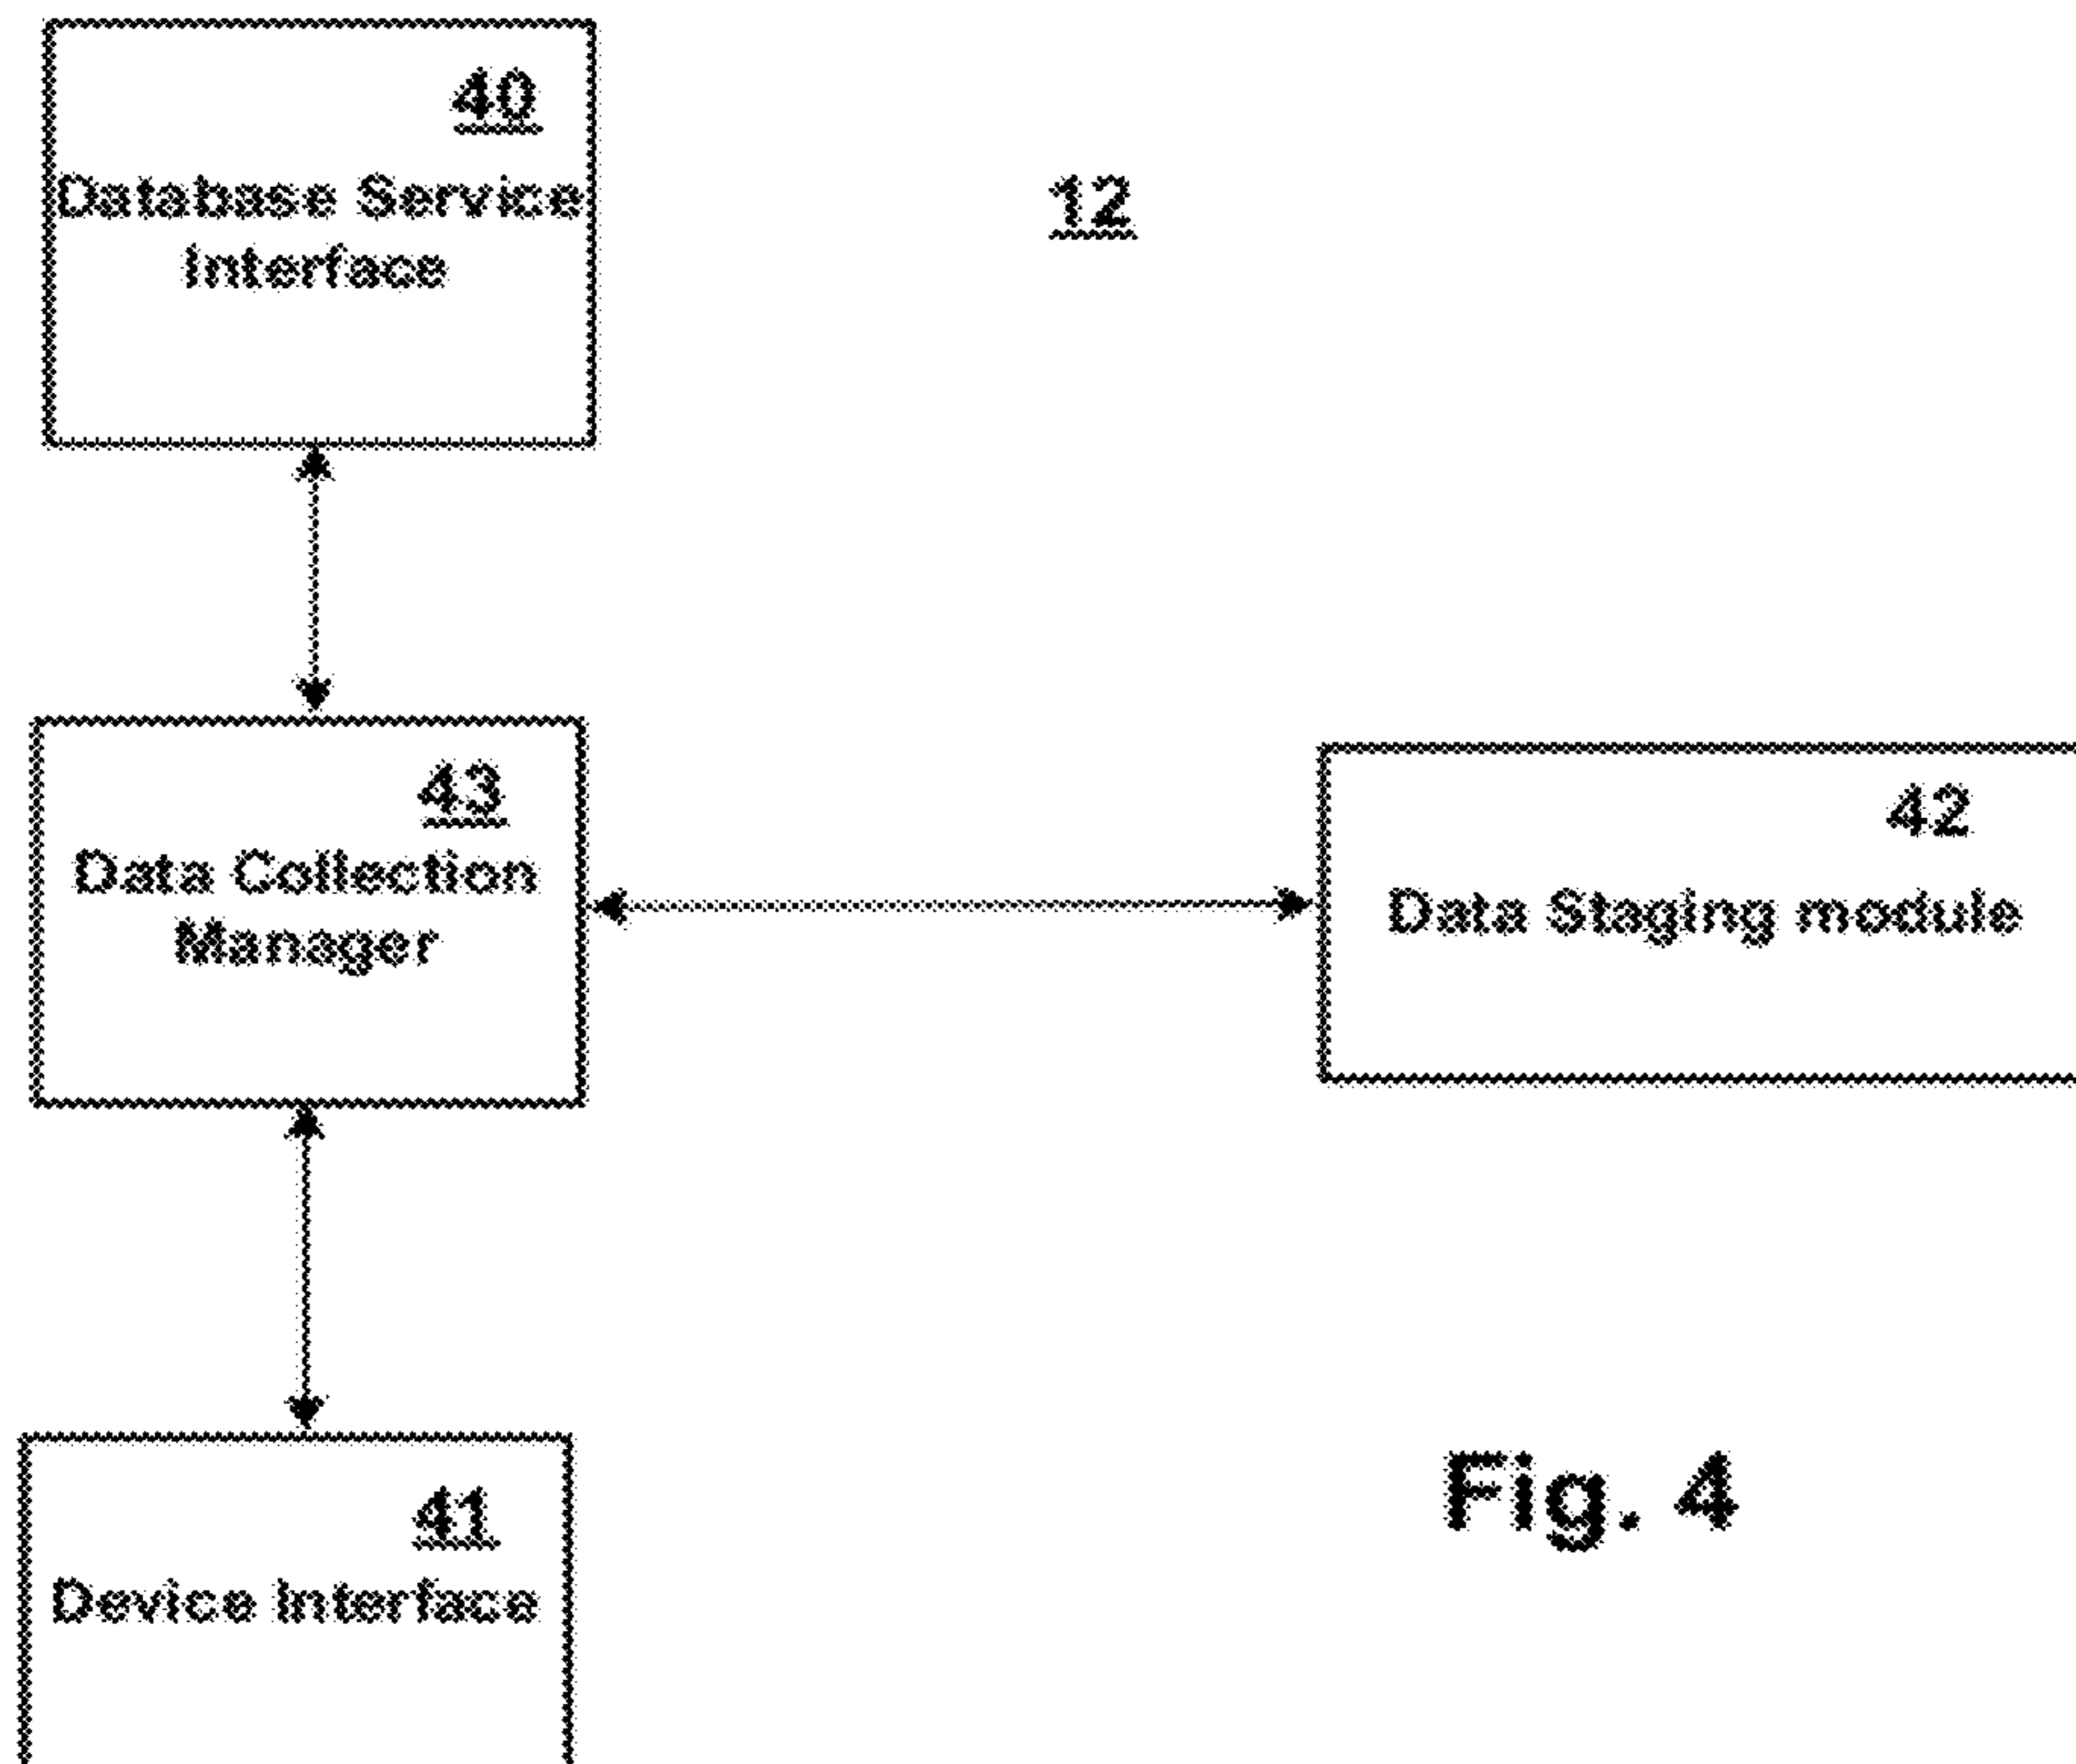 40
Database Service
Interface
12
43
Data Collection
Manager
42
Data Staging module
41
Device Interface
Fig. 4